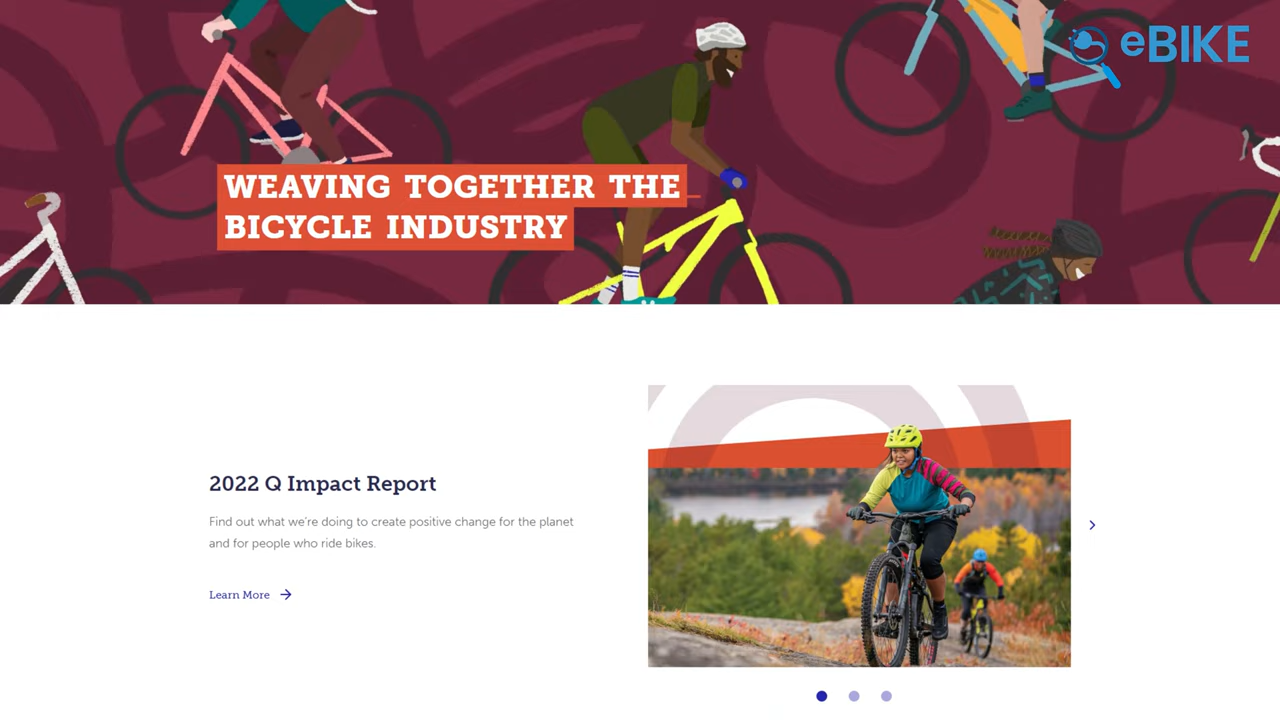 eBIKE
WEAVING TOGETHER THE
BICYCLE INDUSTRY
2022 Q Impact Report
Find out what we're doing to create positive change for the planet
and for people who ride bikes.
Learn More